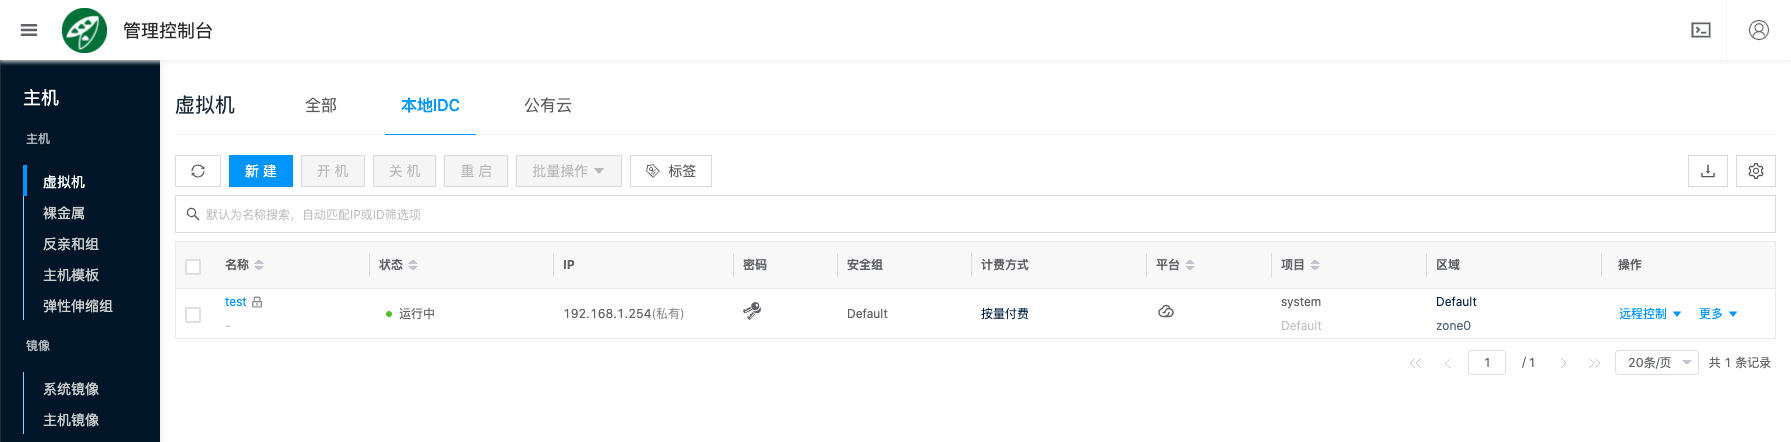 管理控制台
主机
主机
虚拟机
裸金属
反亲和组
主机模板
弹性伸缩组
镜像
系统镜像
主机镜像
虚拟机 全部 本地IDC 公有云
新 建 开 机 关 机 重 启 批量操作 标签
默认为名称搜索，自动匹配IP或ID筛选项
名称 状态 IP 密码 安全组 计费方式 平台 项目 区域 操作
test 运行中 192.168.1.254(私有) Default 按量付费 system Default 远程控制 更多
- Default zone0
1 / 1 20条/页 共 1 条记录